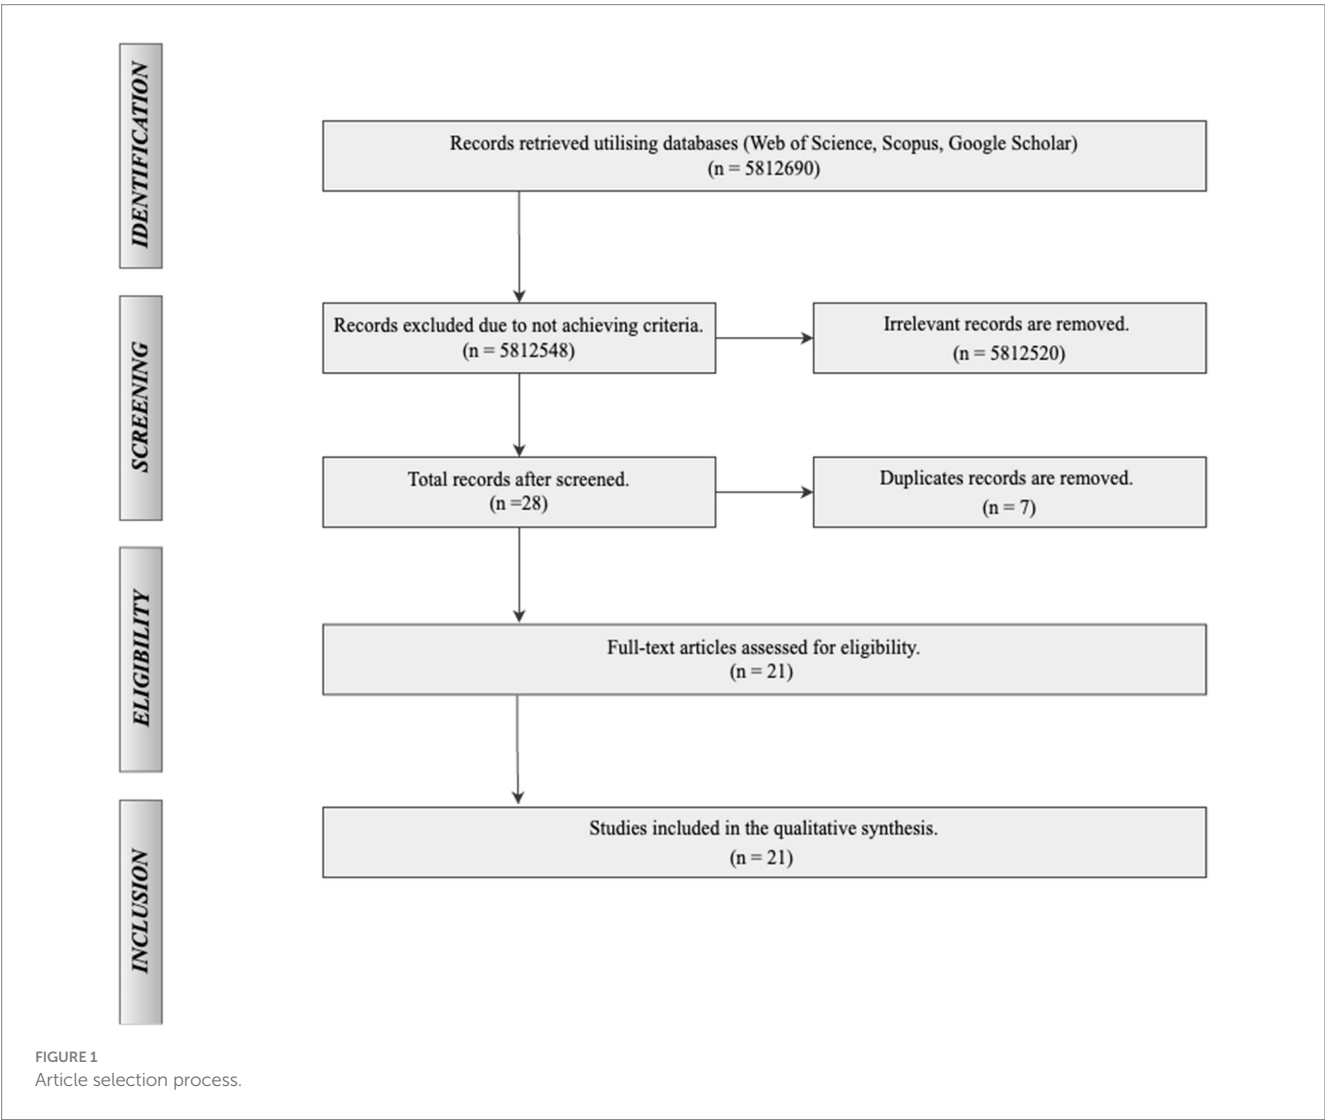 IDENTIFICATION
Records retrieved utilising databases (Web of Science, Scopus, Google Scholar)
(n = 5812690)
SCREENING
Records excluded due to not achieving criteria.
(n = 5812548)
Irrelevant records are removed.
(n = 5812520)
Total records after screened.
(n =28)
Duplicates records are removed.
(n = 7)
ELIGIBILITY
Full-text articles assessed for eligibility.
(n = 21)
INCLUSION
Studies included in the qualitative synthesis.
(n = 21)
FIGURE 1
Article selection process.